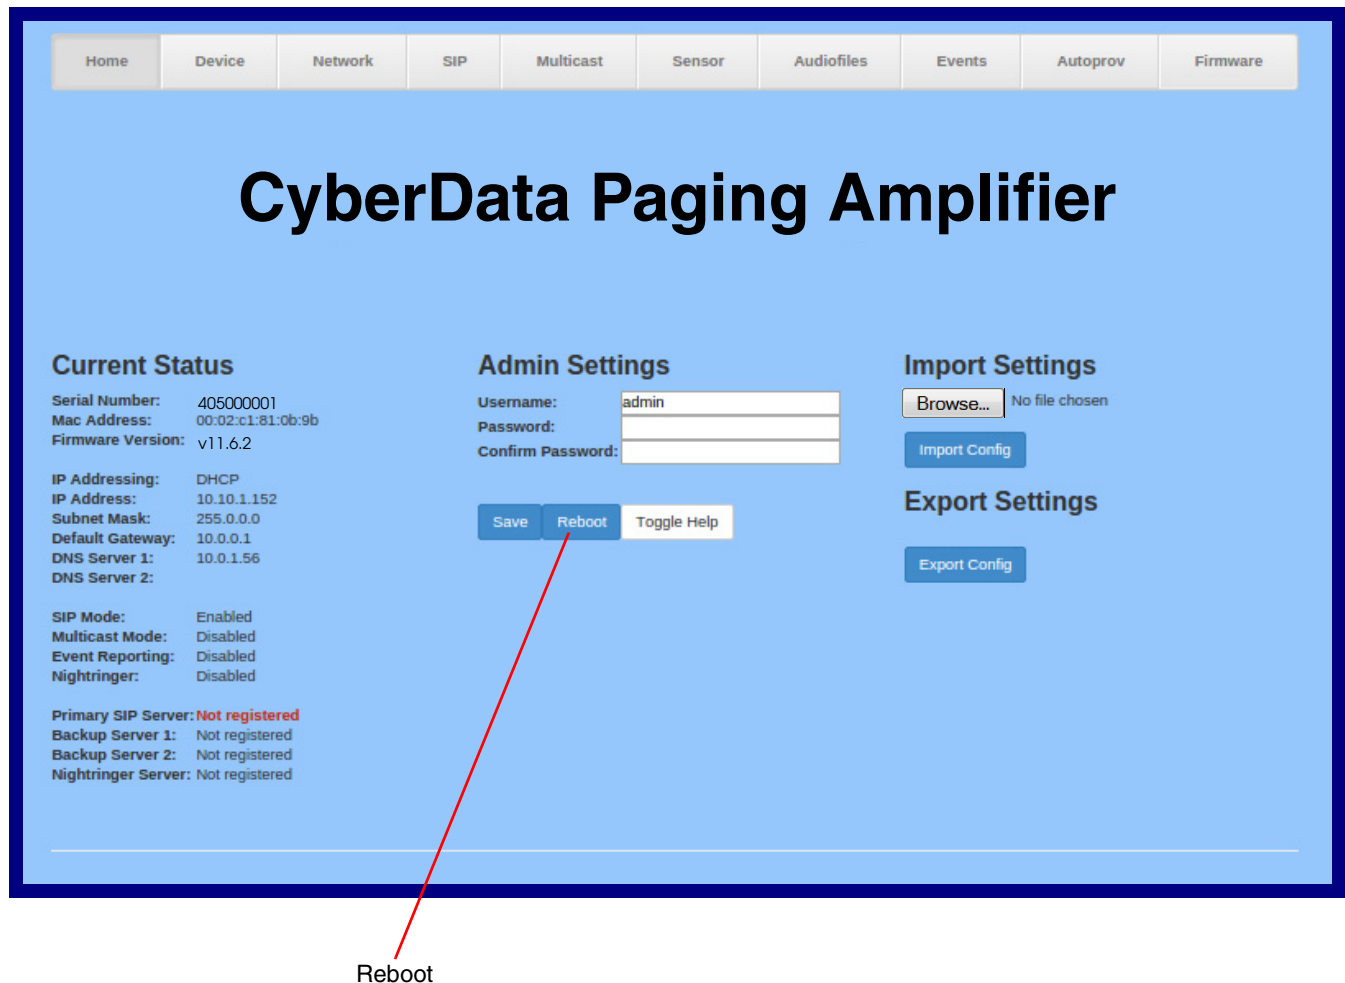 Home Device Network SIP Multicast Sensor Audiofiles Events Autoprov Firmware
CyberData Paging Amplifier
Current Status
Serial Number: 405000001
Mac Address: 00:02:c1:81:0b:9b
Firmware Version: v11.6.2
IP Addressing: DHCP
IP Address: 10.10.1.152
Subnet Mask: 255.0.0.0
Default Gateway: 10.0.0.1
DNS Server 1: 10.0.1.56
DNS Server 2:
SIP Mode: Enabled
Multicast Mode: Disabled
Event Reporting: Disabled
Nightringer: Disabled
Primary SIP Server: Not registered
Backup Server 1: Not registered
Backup Server 2: Not registered
Nightringer Server: Not registered
Admin Settings
Username: admin
Password:
Confirm Password:
Save Reboot Toggle Help
Import Settings
Browse... No file chosen
Import Config
Export Settings
Export Config
Reboot